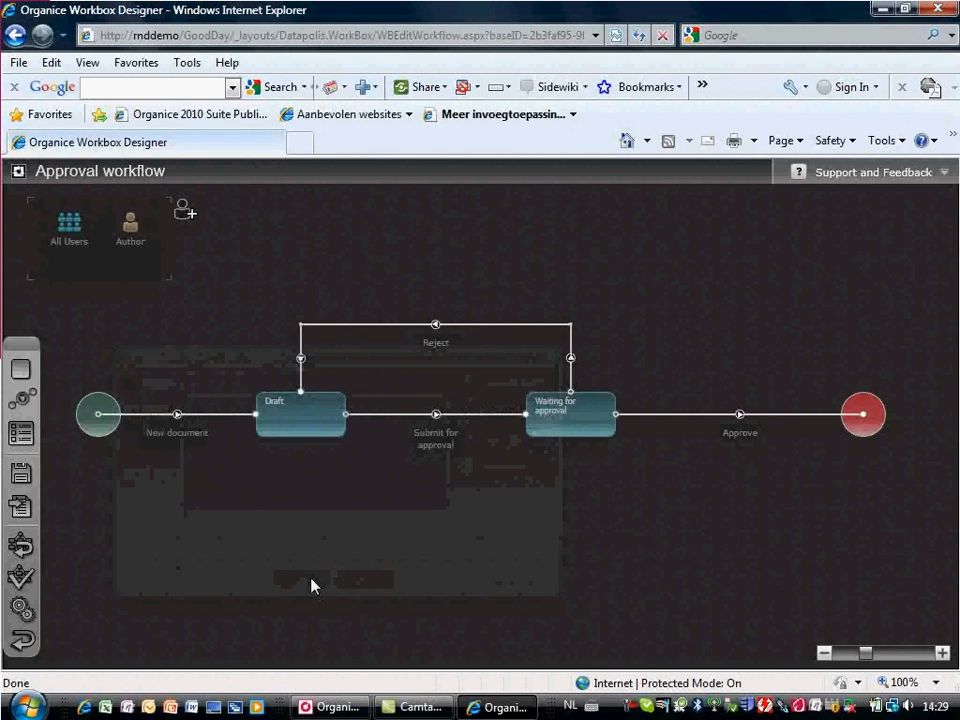 Organice Workbox Designer - Windows Internet Explorer
http://rnddemo/GoodDay/_layouts/Datapolis.WorkBox/WBEditWorkflow.aspx?baseID=2b3faf95-9
Google
File Edit View Favorites Tools Help
Google Search Share Sidewiki Bookmarks Sign In
Favorites Organice 2010 Suite Publi... Aanbevolen websites Meer invoegtoepassin...
Organice Workbox Designer
Page Safety Tools
Approval workflow
Support and Feedback
All Users
Author
Reject
Draft
Waiting for
approval
New document
Submit for
approval
Approve
Done
Internet | Protected Mode: On
100%
Organi...
Camta...
Organi...
NL
14:29